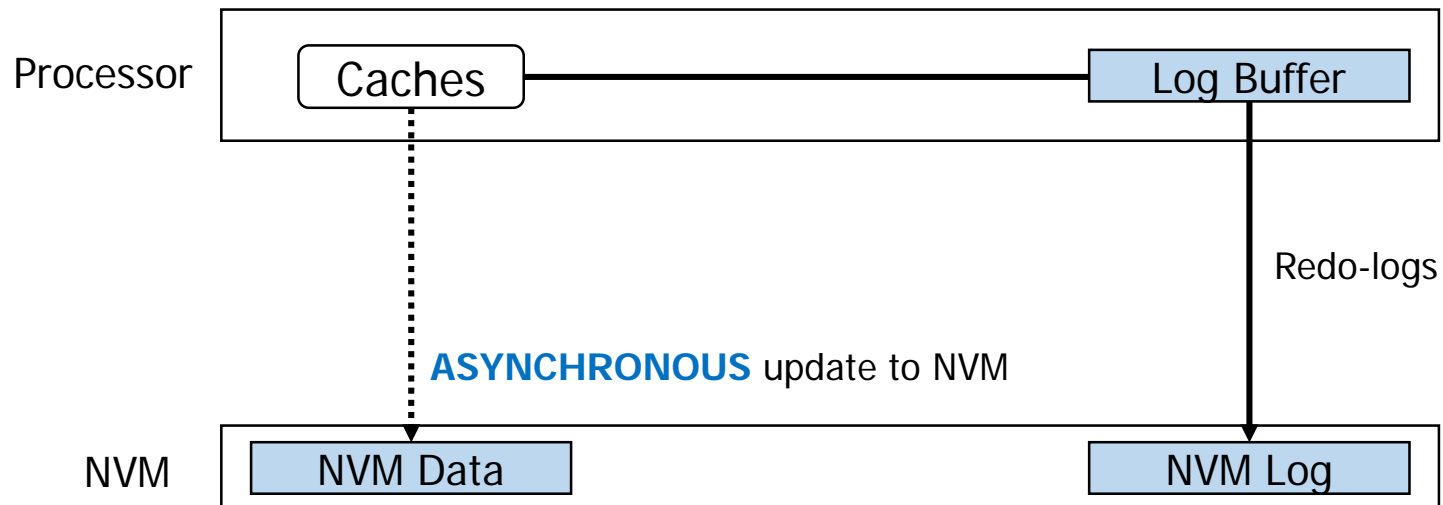 Processor
Caches
Log Buffer
Redo-logs
ASYNCHRONOUS update to NVM
NVM
NVM Data
NVM Log